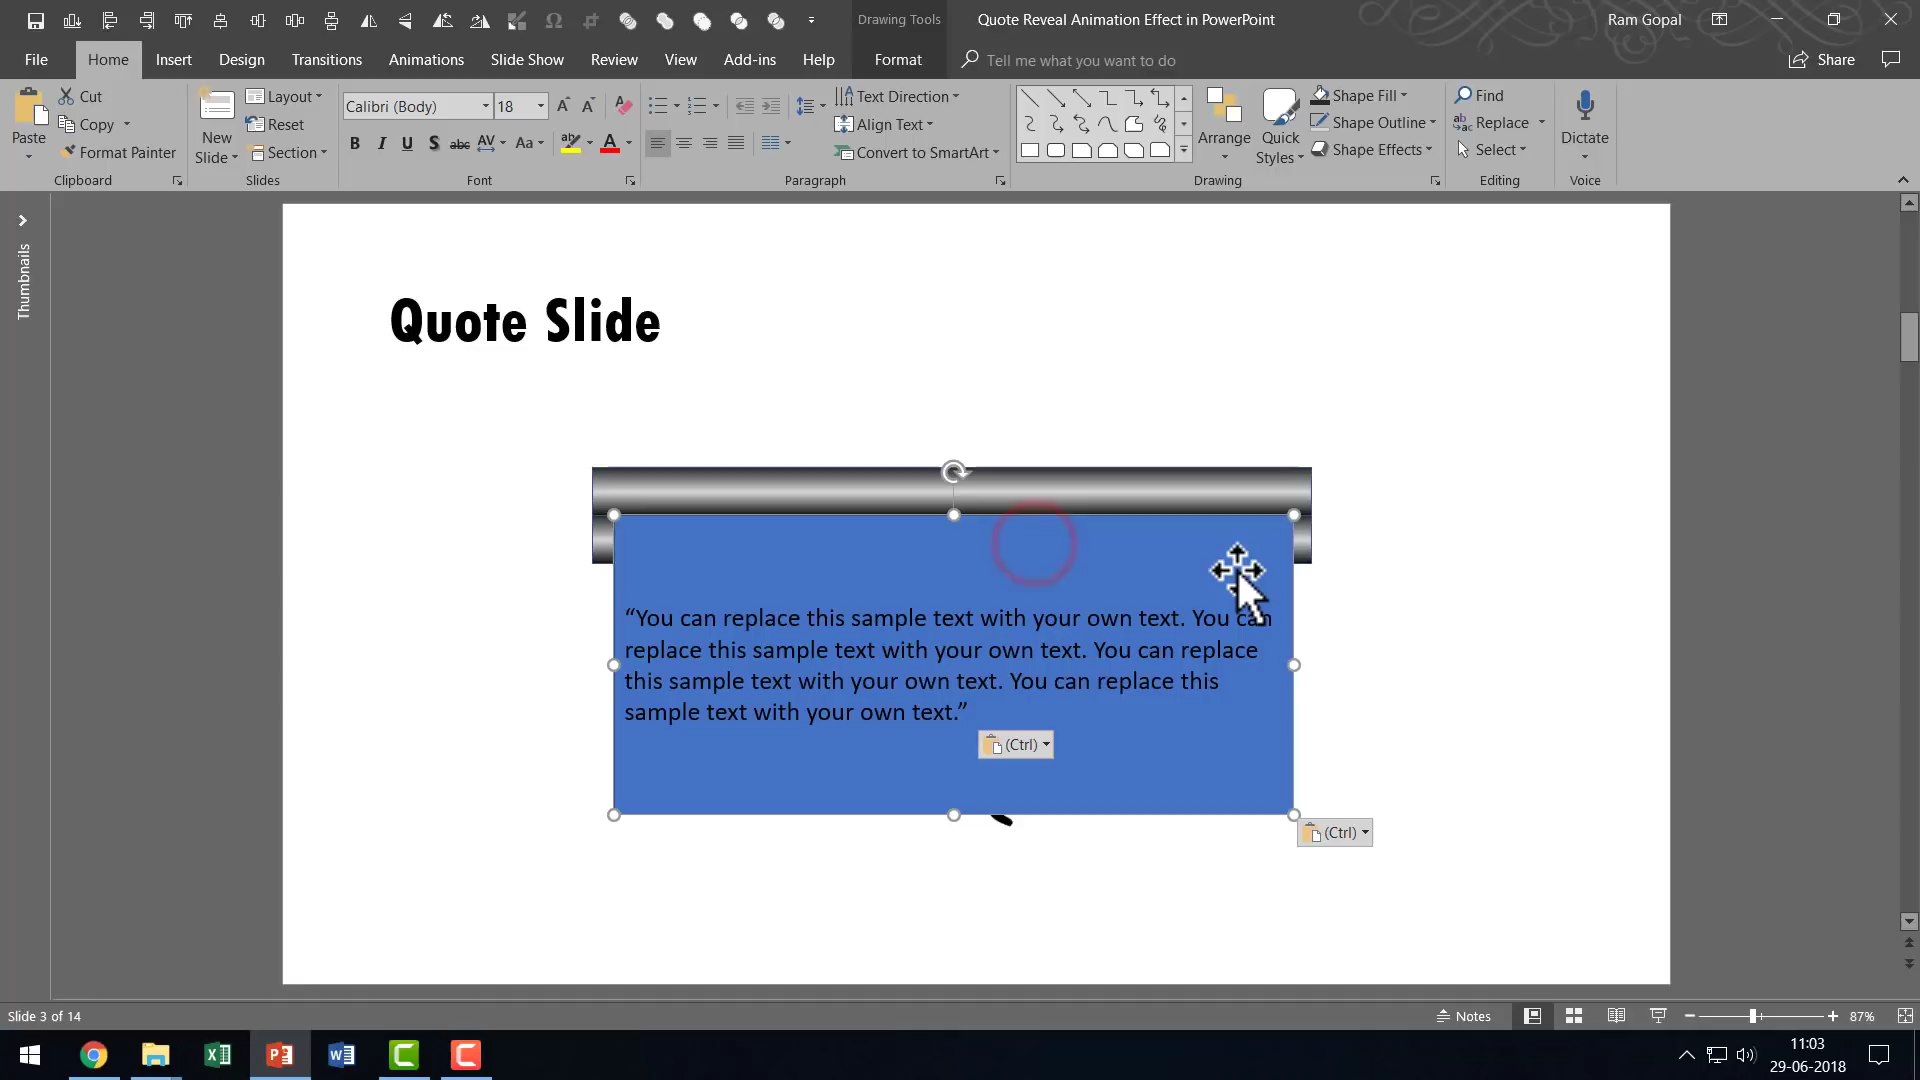 Drawing Tools
Quote Reveal Animation Effect in PowerPoint
Ram Gopal
File
Home
Insert
Design
Transitions
Animations
Slide Show
Review
View
Add-ins
Help
Format
Tell me what you want to do
Share
Paste
Cut
Copy
Format Painter
Clipboard
New
Slide
Layout
Reset
Section
Slides
Calibri (Body)
18
B I U S abc AV Aa
ab A
Font
Text Direction
Align Text
Convert to SmartArt
Paragraph
Arrange
Quick
Styles
Shape Fill
Shape Outline
Shape Effects
Drawing
Find
Replace
Select
Editing
Dictate
Voice
Thumbnails
Quote Slide
“You can replace this sample text with your own text. You can
replace this sample text with your own text. You can replace
this sample text with your own text. You can replace this
sample text with your own text.”
(Ctrl)
(Ctrl)
Slide 3 of 14
Notes
87%
11:03
29-06-2018